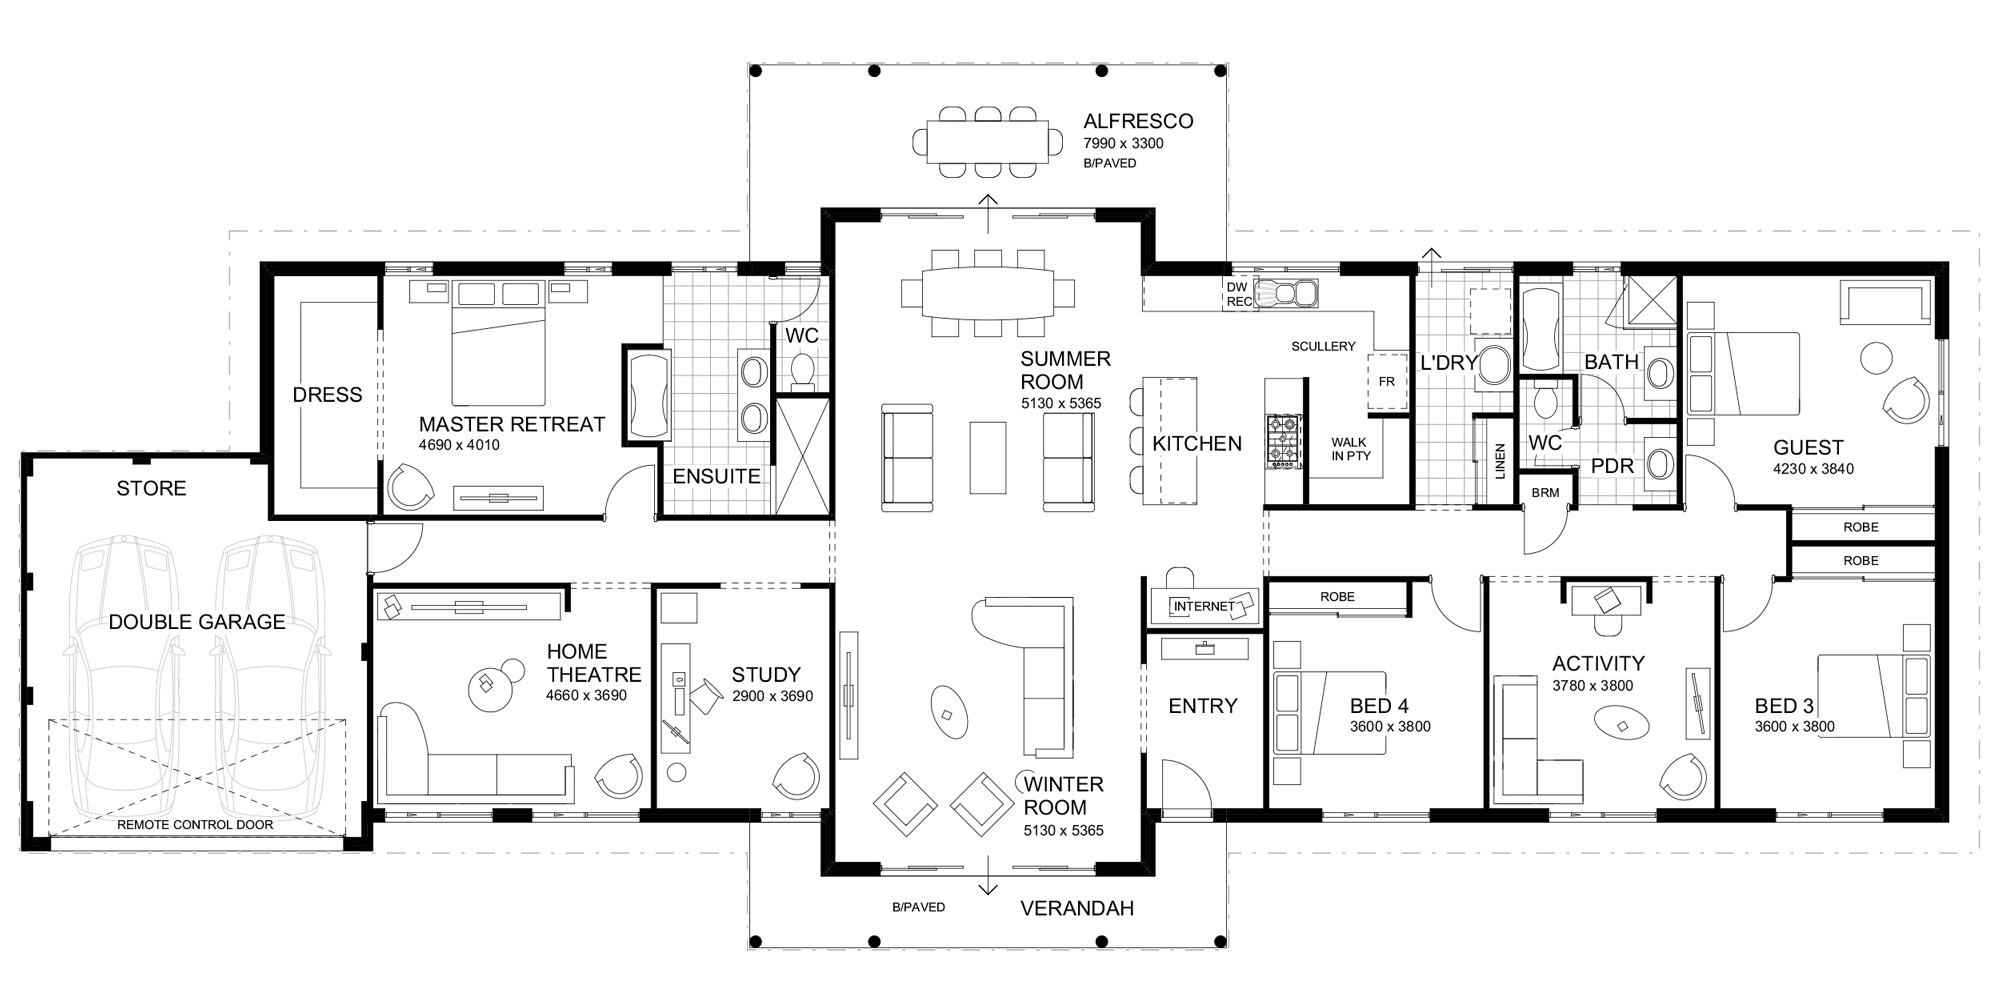 ALFRESCO
7990 x 3300
B/PAVED
DRESS
MASTER RETREAT
4690 x 4010
ENSUITE
WC
SUMMER
ROOM
5130 x 5365
DW
REC
SCULLERY
FR
KITCHEN
WALK
IN PTY
L'DRY
LINEN
BATH
WC
PDR
BRM
GUEST
4230 x 3840
ROBE
ROBE
STORE
DOUBLE GARAGE
REMOTE CONTROL DOOR
HOME
THEATRE
4660 x 3690
STUDY
2900 x 3690
WINTER
ROOM
5130 x 5365
INTERNET
ENTRY
ROBE
BED 4
3600 x 3800
ACTIVITY
3780 x 3800
BED 3
3600 x 3800
B/PAVED
VERANDAH